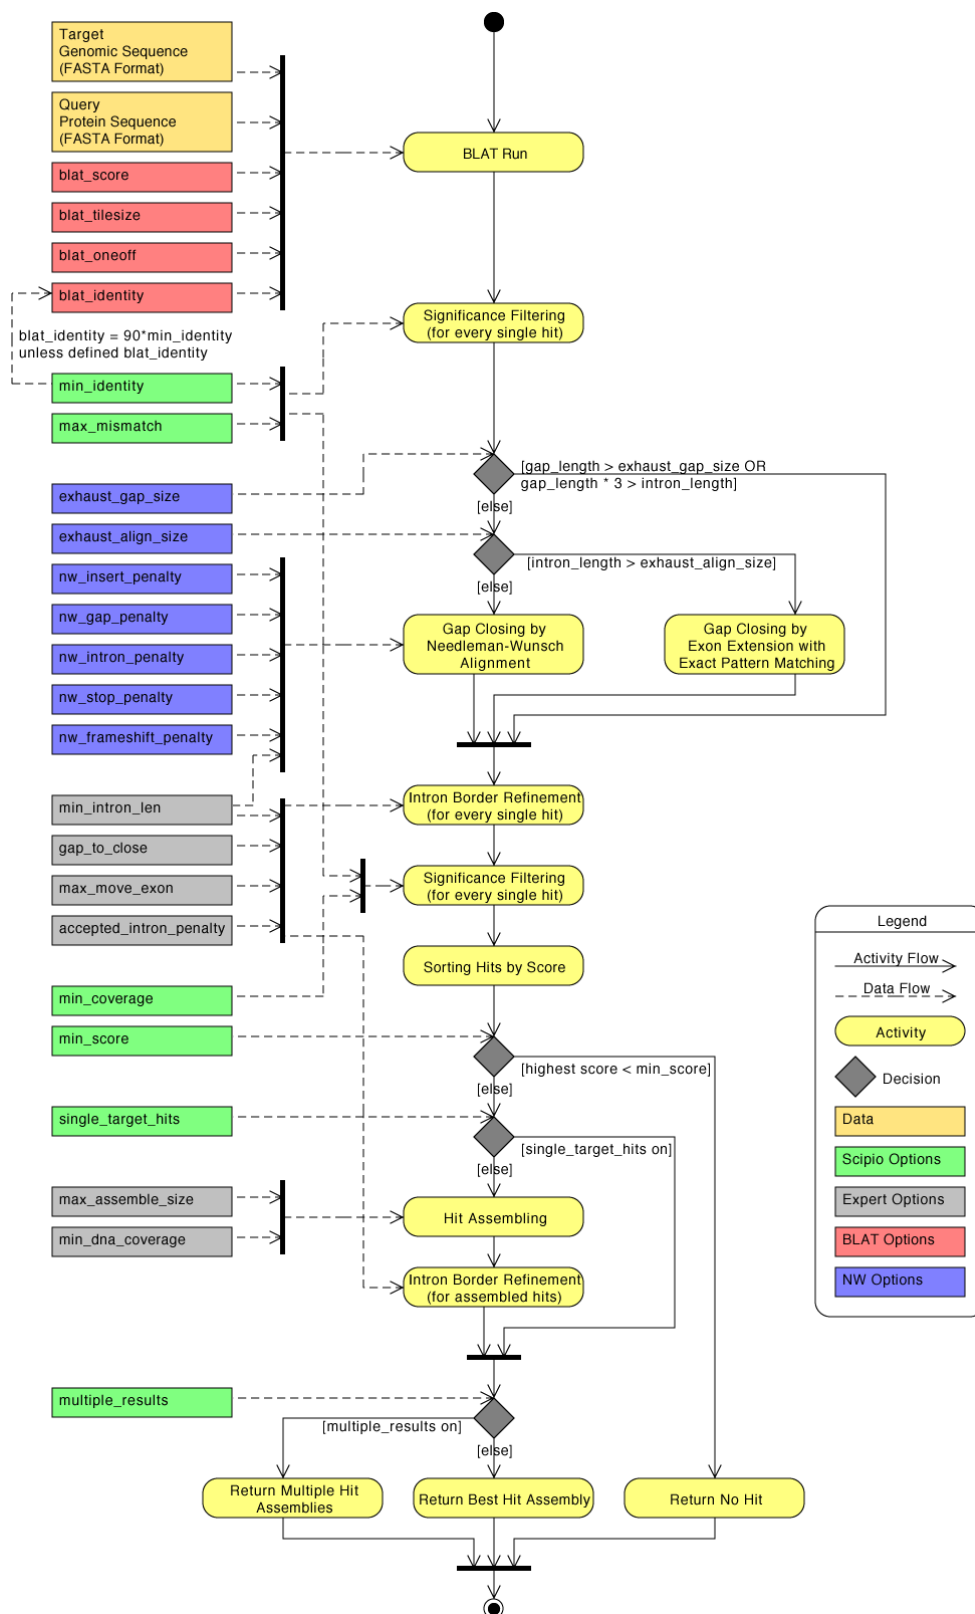 Target
Genomic Sequence
(FASTA Format)
Query
Protein Sequence
(FASTA Format)
BLAT Run
blat_score
blat_tilesize
blat_oneoff
blat_identity
Significance Filtering
(for every single hit)
blat_identity = 90*min_identity
unless defined blat_identity
min_identity
max_mismatch
[gap_length > exhaust_gap_size OR
gap_length * 3 > intron_length]
exhaust_gap_size
[else]
exhaust_align_size
[intron_length > exhaust_align_size]
[else]
nw_insert_penalty
nw_gap_penalty
nw_intron_penalty
nw_stop_penalty
nw_frameshift_penalty
Gap Closing by
Needleman-Wunsch
Alignment
Gap Closing by
Exon Extension with
Exact Pattern Matching
min_intron_len
gap_to_close
max_move_exon
accepted_intron_penalty
Intron Border Refinement
(for every single hit)
Significance Filtering
(for every single hit)
Sorting Hits by Score
min_coverage
min_score
[highest score < min_score]
[else]
single_target_hits
[single_target_hits on]
[else]
max_assemble_size
min_dna_coverage
Hit Assembling
Intron Border Refinement
(for assembled hits)
multiple_results
[multiple_results on]
[else]
Return Multiple Hit
Assemblies
Return Best Hit Assembly
Return No Hit
Legend
Activity Flow
Data Flow
Activity
Decision
Data
Scipio Options
Expert Options
BLAT Options
NW Options